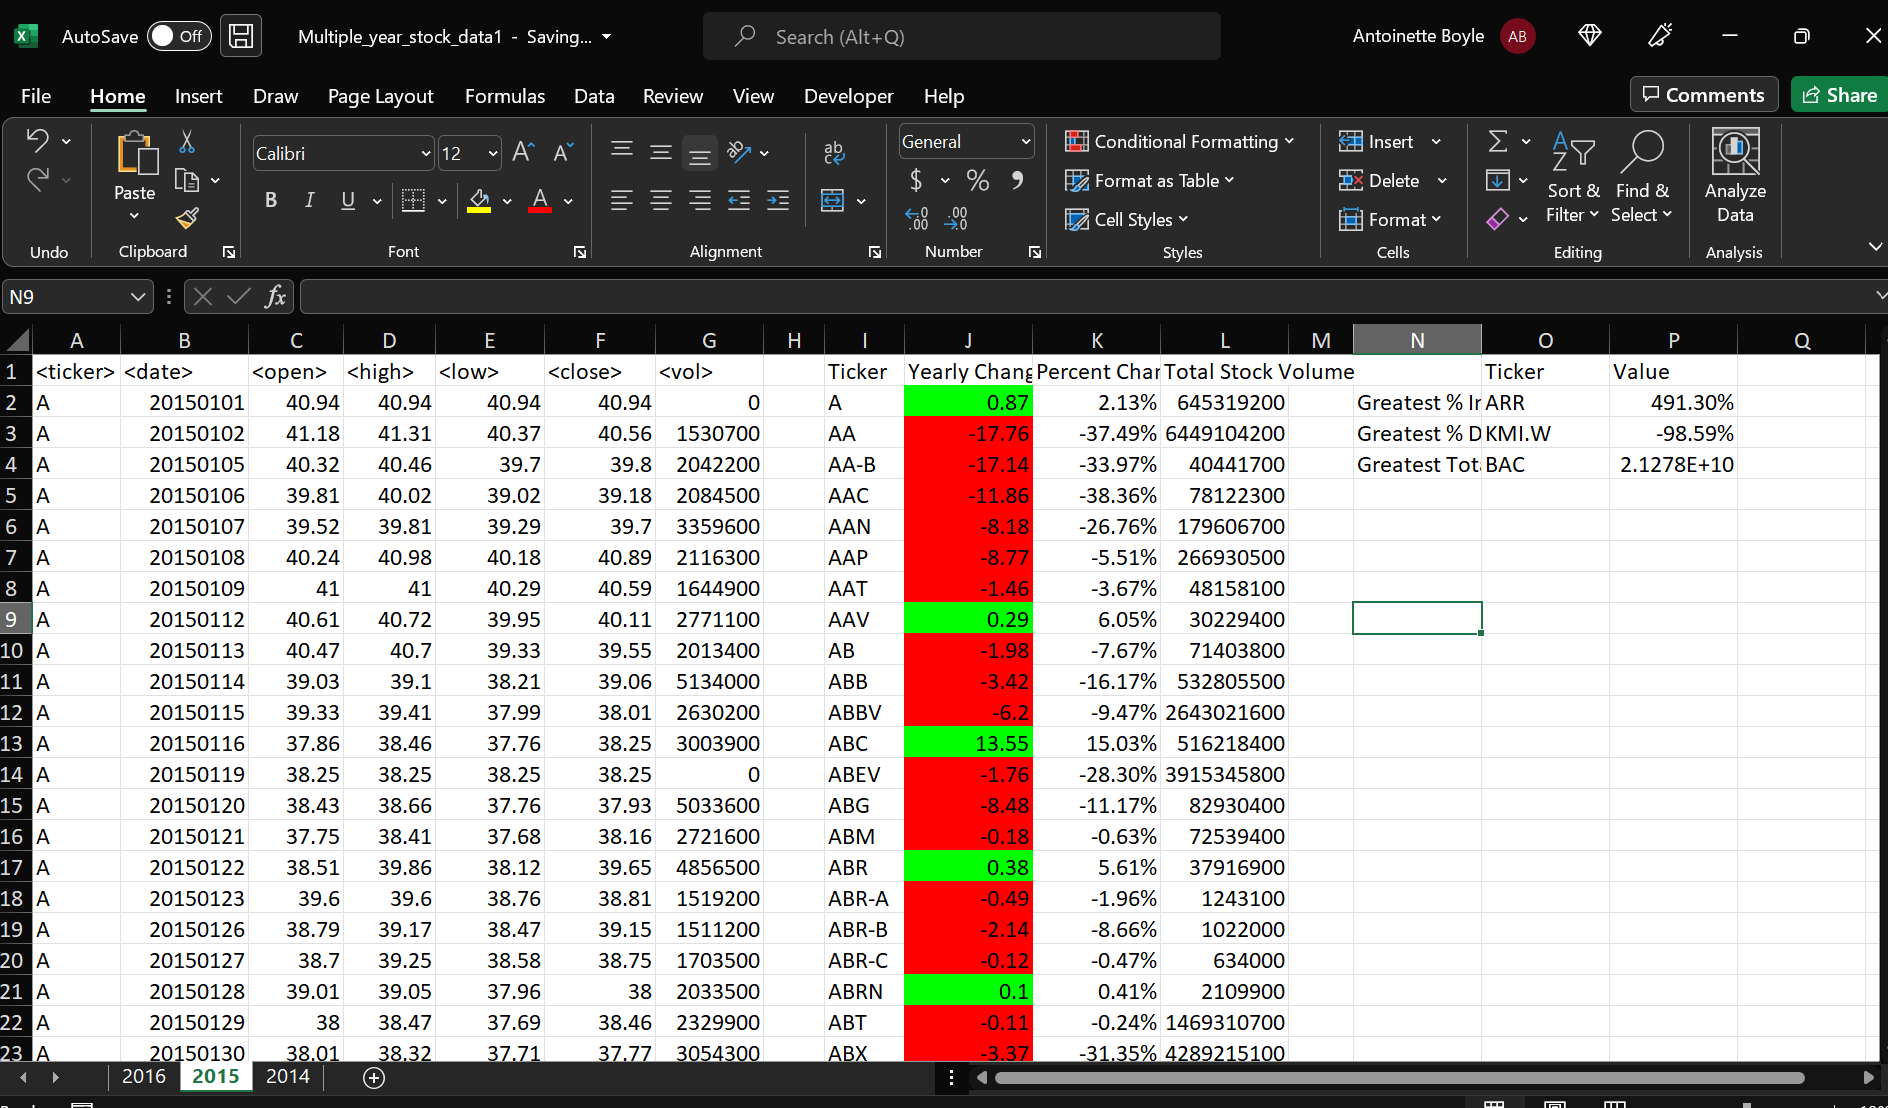 AutoSave Off Multiple_year_stock_data1 - Saving... Search (Alt+Q) Antoinette Boyle AB
File Home Insert Draw Page Layout Formulas Data Review View Developer Help Comments Share
Paste Calibri 12 General Conditional Formatting Insert
B I U A $ % Format as Table Delete Sort & Filter Find & Select Analyze Data
Cell Styles Format
Undo Clipboard Font Alignment Number Styles Cells Editing Analysis
N9 fx
A B C D E F G H I J K L M N O P Q
1 <ticker> <date> <open> <high> <low> <close> <vol> Ticker Yearly Chang Percent Char Total Stock Volume Ticker Value
2 A 20150101 40.94 40.94 40.94 40.94 0 A 0.87 2.13% 645319200 Greatest % Ir ARR 491.30%
3 A 20150102 41.18 41.31 40.37 40.56 1530700 AA -17.76 -37.49% 6449104200 Greatest % D KMI.W -98.59%
4 A 20150105 40.32 40.46 39.7 39.8 2042200 AA-B -17.14 -33.97% 40441700 Greatest Tot BAC 2.1278E+10
5 A 20150106 39.81 40.02 39.02 39.18 2084500 AAC -11.86 -38.36% 78122300
6 A 20150107 39.52 39.81 39.29 39.7 3359600 AAN -8.18 -26.76% 179606700
7 A 20150108 40.24 40.98 40.18 40.89 2116300 AAP -8.77 -5.51% 266930500
8 A 20150109 41 41 40.29 40.59 1644900 AAT -1.46 -3.67% 48158100
9 A 20150112 40.61 40.72 39.95 40.11 2771100 AAV 0.29 6.05% 30229400
10 A 20150113 40.47 40.7 39.33 39.55 2013400 AB -1.98 -7.67% 71403800
11 A 20150114 39.03 39.1 38.21 39.06 5134000 ABB -3.42 -16.17% 532805500
12 A 20150115 39.33 39.41 37.99 38.01 2630200 ABBV -6.2 -9.47% 2643021600
13 A 20150116 37.86 38.46 37.76 38.25 3003900 ABC 13.55 15.03% 516218400
14 A 20150119 38.25 38.25 38.25 38.25 0 ABEV -1.76 -28.30% 3915345800
15 A 20150120 38.43 38.66 37.76 37.93 5033600 ABG -8.48 -11.17% 82930400
16 A 20150121 37.75 38.41 37.68 38.16 2721600 ABM -0.18 -0.63% 72539400
17 A 20150122 38.51 39.86 38.12 39.65 4856500 ABR 0.38 5.61% 37916900
18 A 20150123 39.6 39.6 38.76 38.81 1519200 ABR-A -0.49 -1.96% 1243100
19 A 20150126 38.79 39.17 38.47 39.15 1511200 ABR-B -2.14 -8.66% 1022000
20 A 20150127 38.7 39.25 38.58 38.75 1703500 ABR-C -0.12 -0.47% 634000
21 A 20150128 39.01 39.05 37.96 38 2033500 ABRN 0.1 0.41% 2109900
22 A 20150129 38 38.47 37.69 38.46 2329900 ABT -0.11 -0.24% 1469310700
23 A 20150130 38.01 38.32 37.71 37.77 3054300 ABX -3.37 -31.35% 4289215100
2016 2015 2014